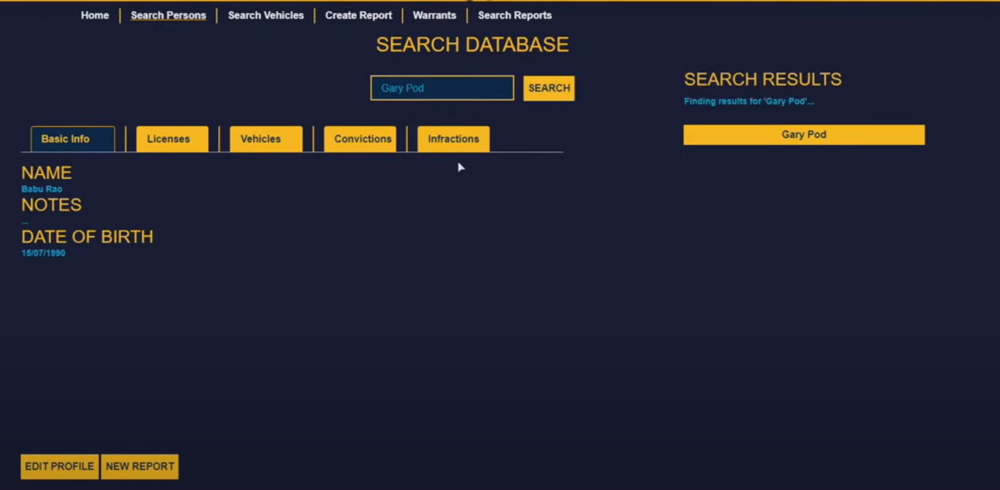 Home Search Persons Search Vehicles Create Report Warrants Search Reports
SEARCH DATABASE
Gary Pod SEARCH
SEARCH RESULTS
Finding results for 'Gary Pod'...
Gary Pod
Basic Info Licenses Vehicles Convictions Infractions
NAME
Babu Rao
NOTES
...
DATE OF BIRTH
15/07/1990
EDIT PROFILE NEW REPORT